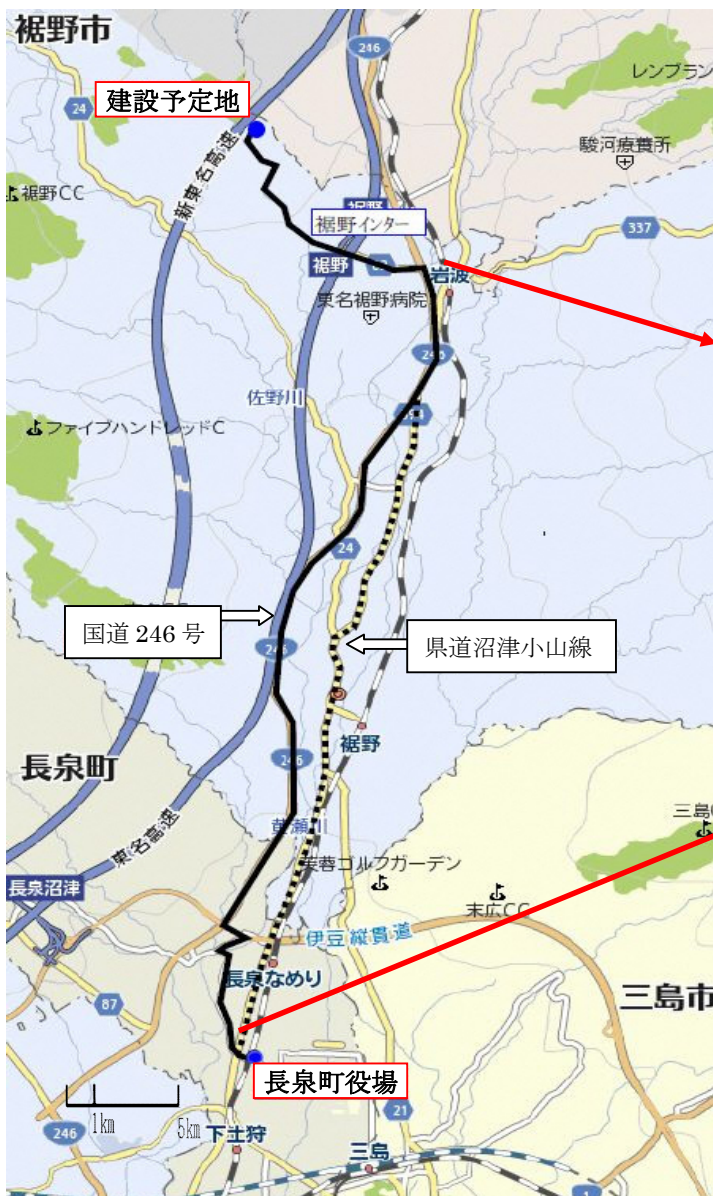 裾野市
246
レンブラン
建設予定地
24
駿河療養所
裾野CC
新東名高速
裾野
337
裾野インター
裾野
岩波
東名裾野病院
246
佐野川
ファイブハンドレッドC
24
国道 246 号
県道沼津小山線
246
裾野
長泉町
246
黄瀬川
三島
東名高速
芙蓉ゴルフガーデン
長泉沼津
末広CC
伊豆縦貫道
長泉なめり
87
三島市
長泉町役場
1km
5km
21
246
下土狩
三島
1